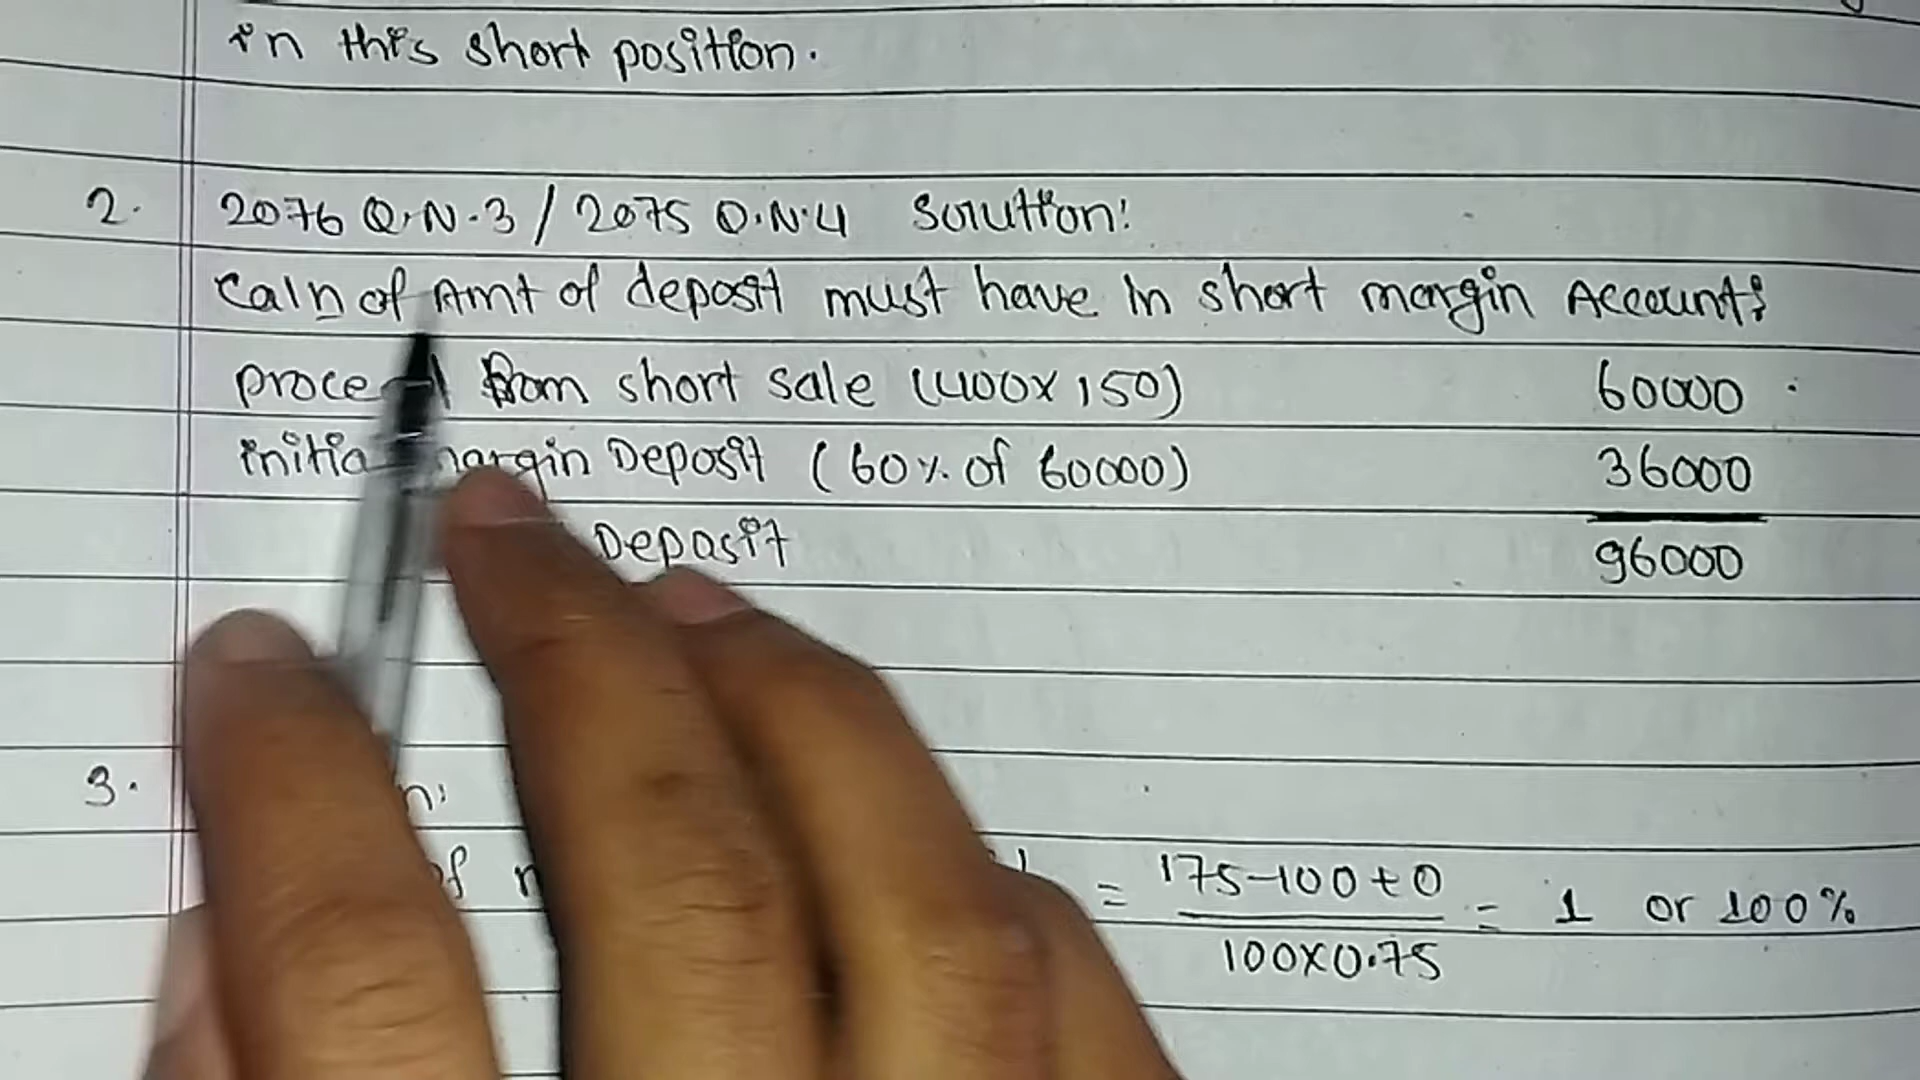 in this short position.
2. 2076 Q.N.3 / 2075 Q.N.4 Solution:
Caln of Amt of deposit must have in short margin Account:
from short sale (400x150) 60000
margin Deposit (60% of 60000) 36000
Deposit 96000
3.
= 175-100+0 / 100x0.75 = 1 or 100%